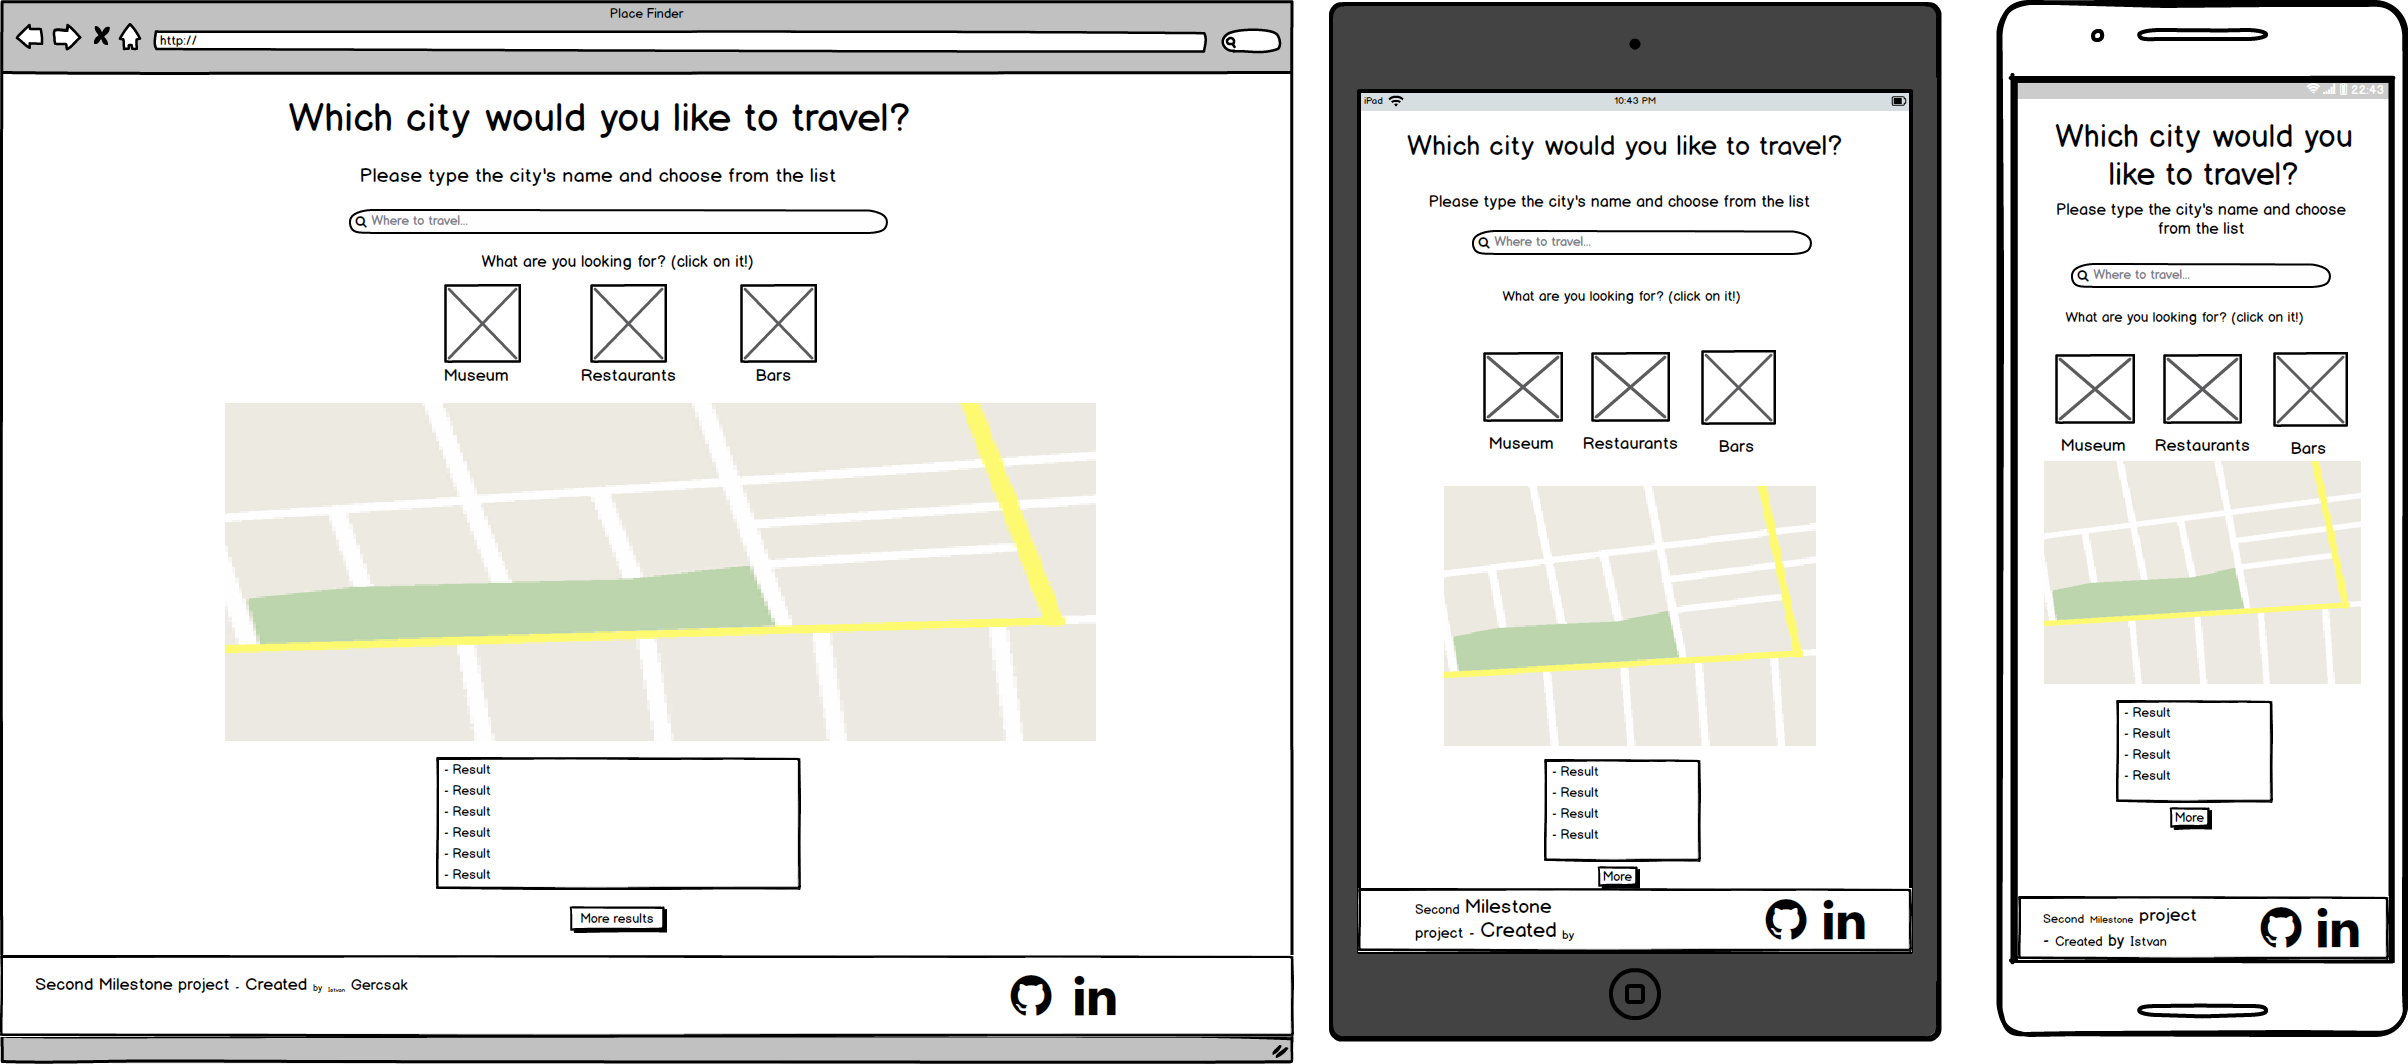 Place Finder
http://
Which city would you like to travel?
Please type the city's name and choose from the list
Where to travel...
What are you looking for? (click on it!)
Museum
Restaurants
Bars
- Result
- Result
- Result
- Result
- Result
- Result
More results
Second Milestone project - Created by Istvan Gercsak
in
iPad
10:43 PM
Which city would you like to travel?
Please type the city's name and choose from the list
Where to travel...
What are you looking for? (click on it!)
Museum
Restaurants
Bars
- Result
- Result
- Result
- Result
More
Second Milestone
project - Created by
in
22:43
Which city would you
like to travel?
Please type the city's name and choose
from the list
Where to travel...
What are you looking for? (click on it!)
Museum
Restaurants
Bars
- Result
- Result
- Result
- Result
More
Second Milestone project
- Created by Istvan
in